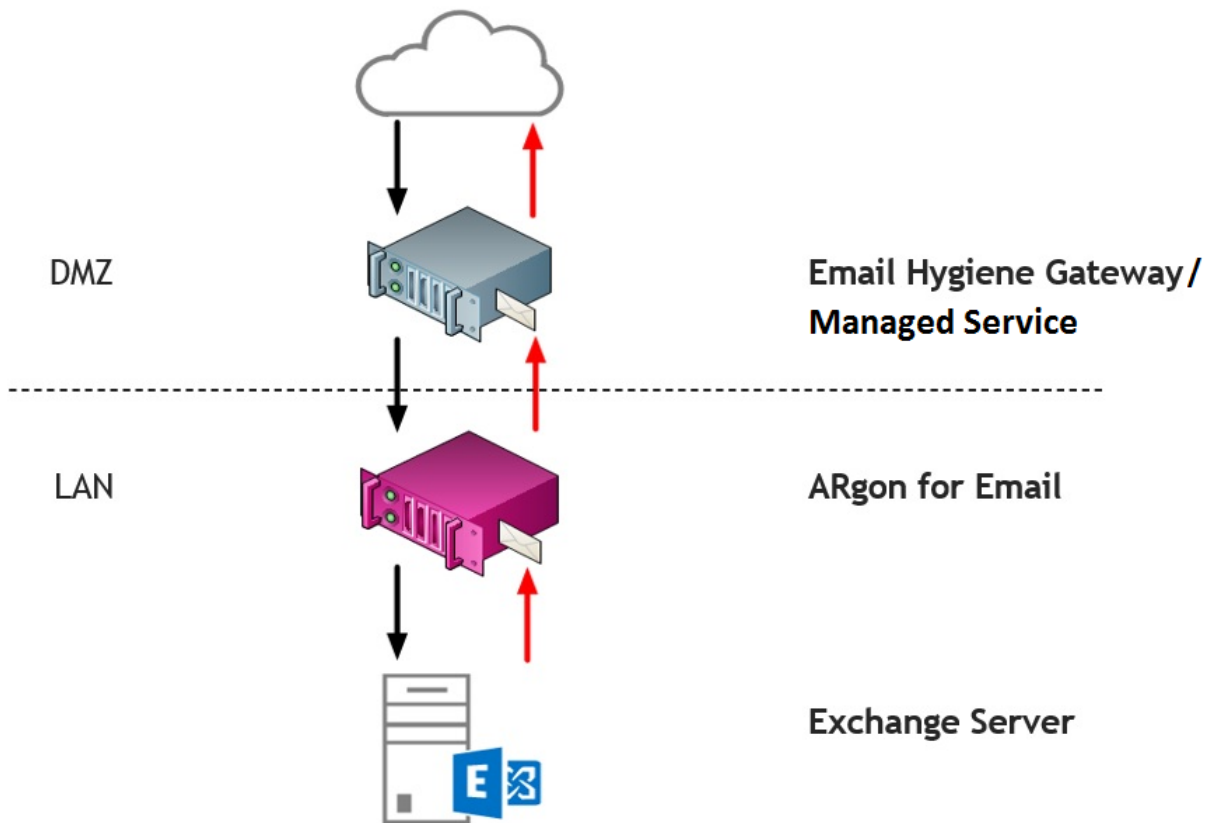 DMZ
Email Hygiene Gateway/
Managed Service
LAN
ARgon for Email
Exchange Server
E